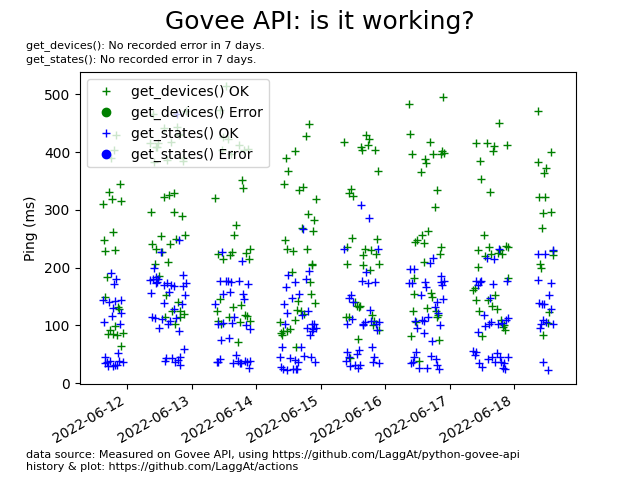 Govee API: is it working?
get_devices(): No recorded error in 7 days.
get_states(): No recorded error in 7 days.
get_devices() OK
get_devices() Error
get_states() OK
get_states() Error
Ping (ms)
500
400
300
200
100
0
2022-06-12
2022-06-13
2022-06-14
2022-06-15
2022-06-16
2022-06-17
2022-06-18
data source: Measured on Govee API, using https://github.com/LaggAt/python-govee-api
history & plot: https://github.com/LaggAt/actions